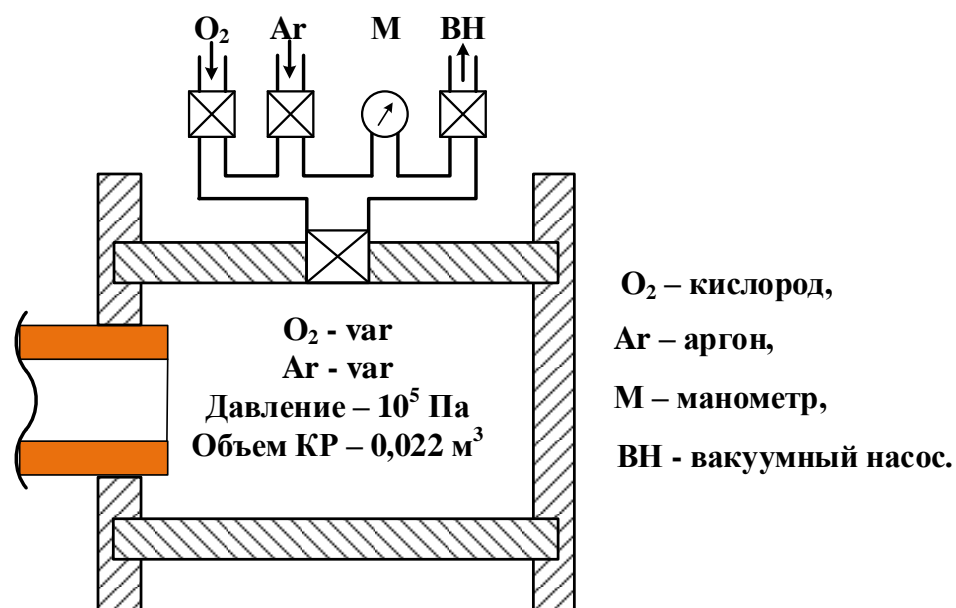 O₂ Ar М ВН
O₂ - var
Ar - var
Давление – 10⁵ Па
Объем КР – 0,022 м³
O₂ – кислород,
Ar – аргон,
М – манометр,
ВН - вакуумный насос.